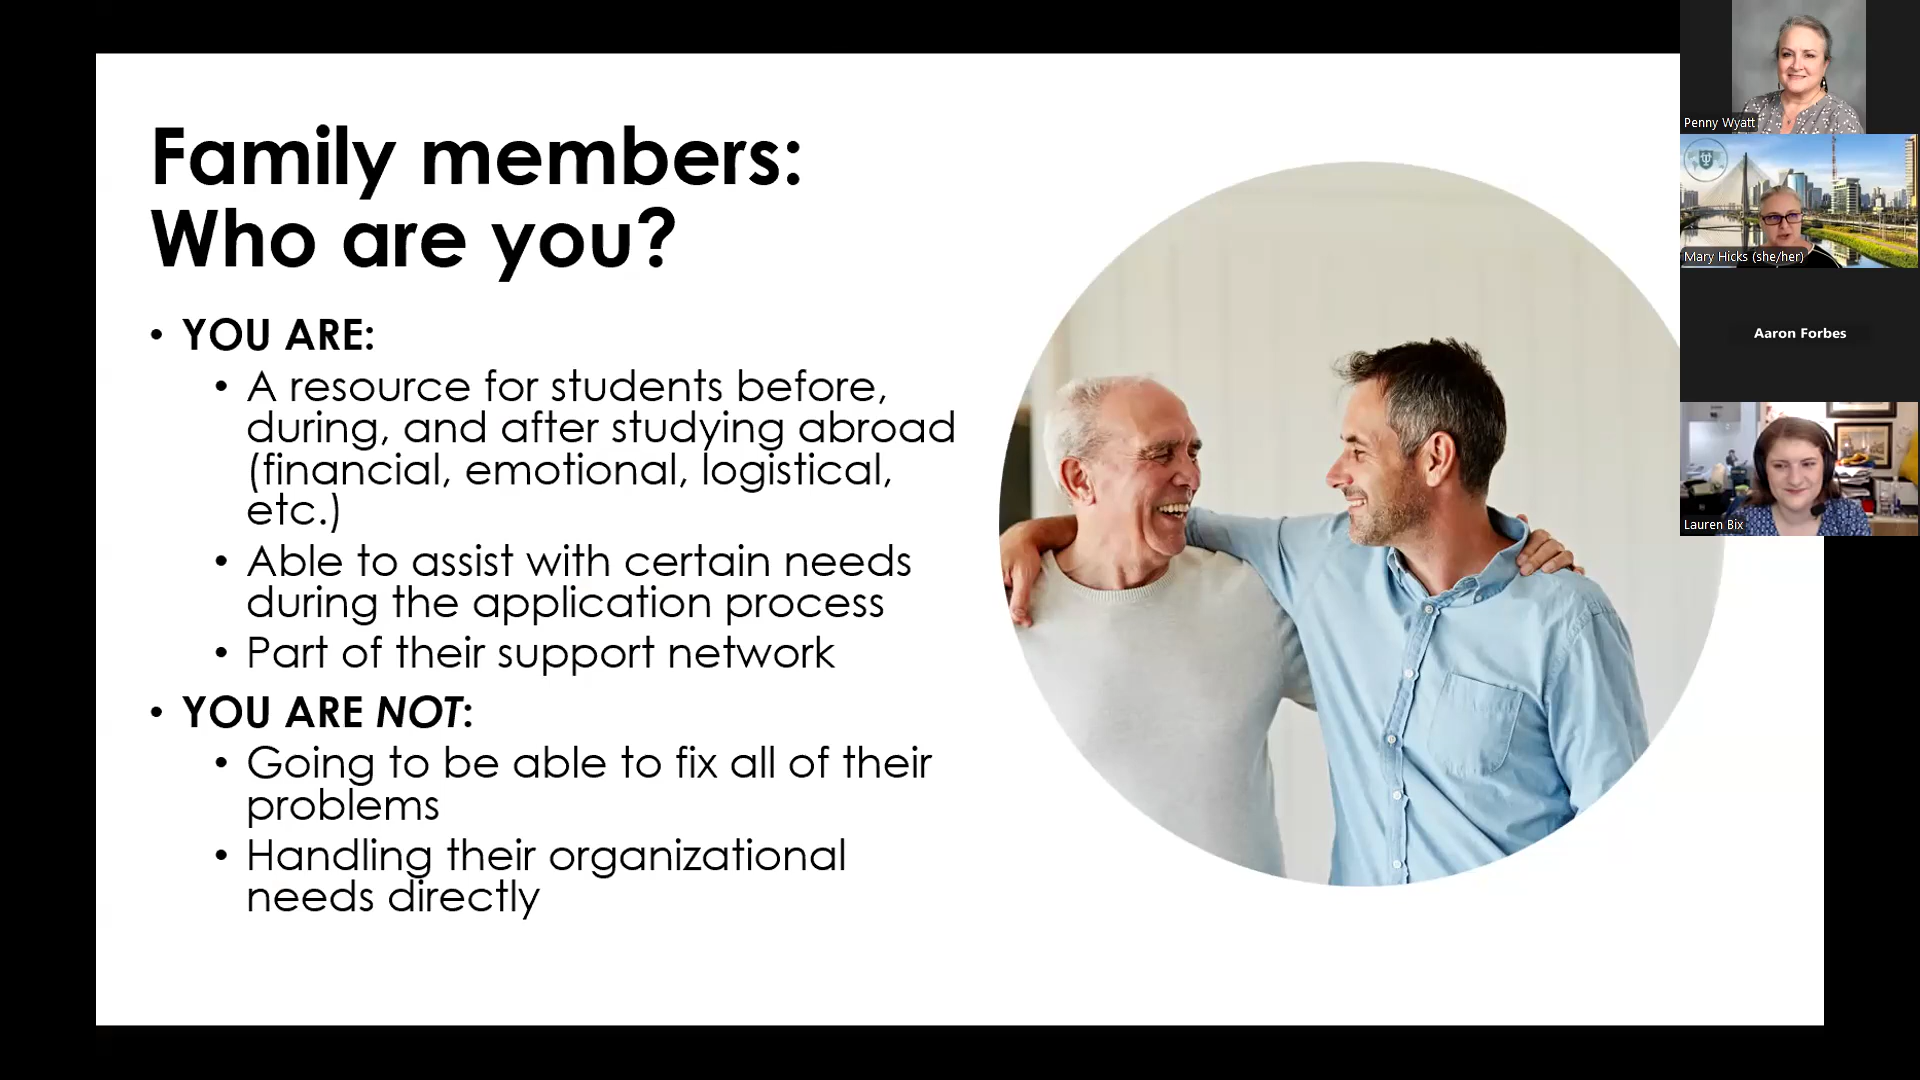 Family members:
Who are you?
• YOU ARE:
• A resource for students before,
during, and after studying abroad
(financial, emotional, logistical,
etc.)
• Able to assist with certain needs
during the application process
• Part of their support network
• YOU ARE NOT:
• Going to be able to fix all of their
problems
• Handling their organizational
needs directly
Penny Wyatt
Mary Hicks (she/her)
Aaron Forbes
Lauren Bix